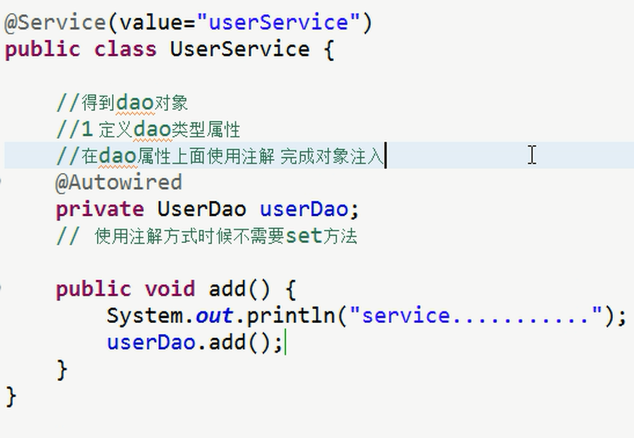 @Service(value="userService")
public class UserService {
//得到dao对象
//1 定义dao类型属性
//在dao属性上面使用注解 完成对象注入
@Autowired
private UserDao userDao;
// 使用注解方式时候不需要set方法
public void add() {
System.out.println("service...........");
userDao.add();
}
}